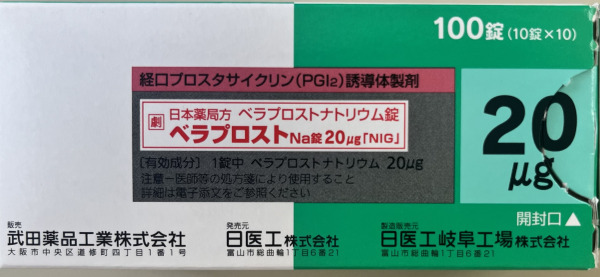 100錠(10錠×10)
経口プロスタサイクリン(PGI₂)誘導体製剤
劇
日本薬局方 ベラプロストナトリウム錠
ベラプロストNa錠20μg「NIG」
〔有効成分〕 1錠中 ベラプロストナトリウム 20μg
注意-医師等の処方箋により使用すること
詳細は電子添文をご参照ください
20
μg
開封口▲
販売
武田薬品工業株式会社
大阪市中央区道修町四丁目1番1号
発売元
日医工株式会社
富山市総曲輪1丁目6番21
製造販売元
日医工岐阜工場株式会社
富山市総曲輪1丁目6番21